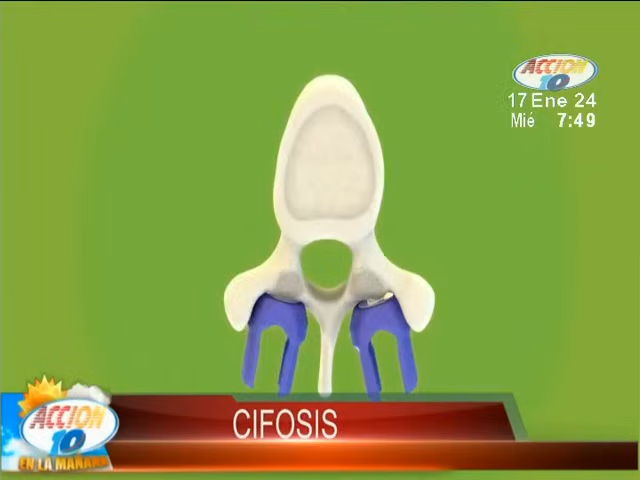 ACCION
10
17 Ene 24
Mié 7:49
CIFOSIS
ACCION
10
EN LA MAÑANA